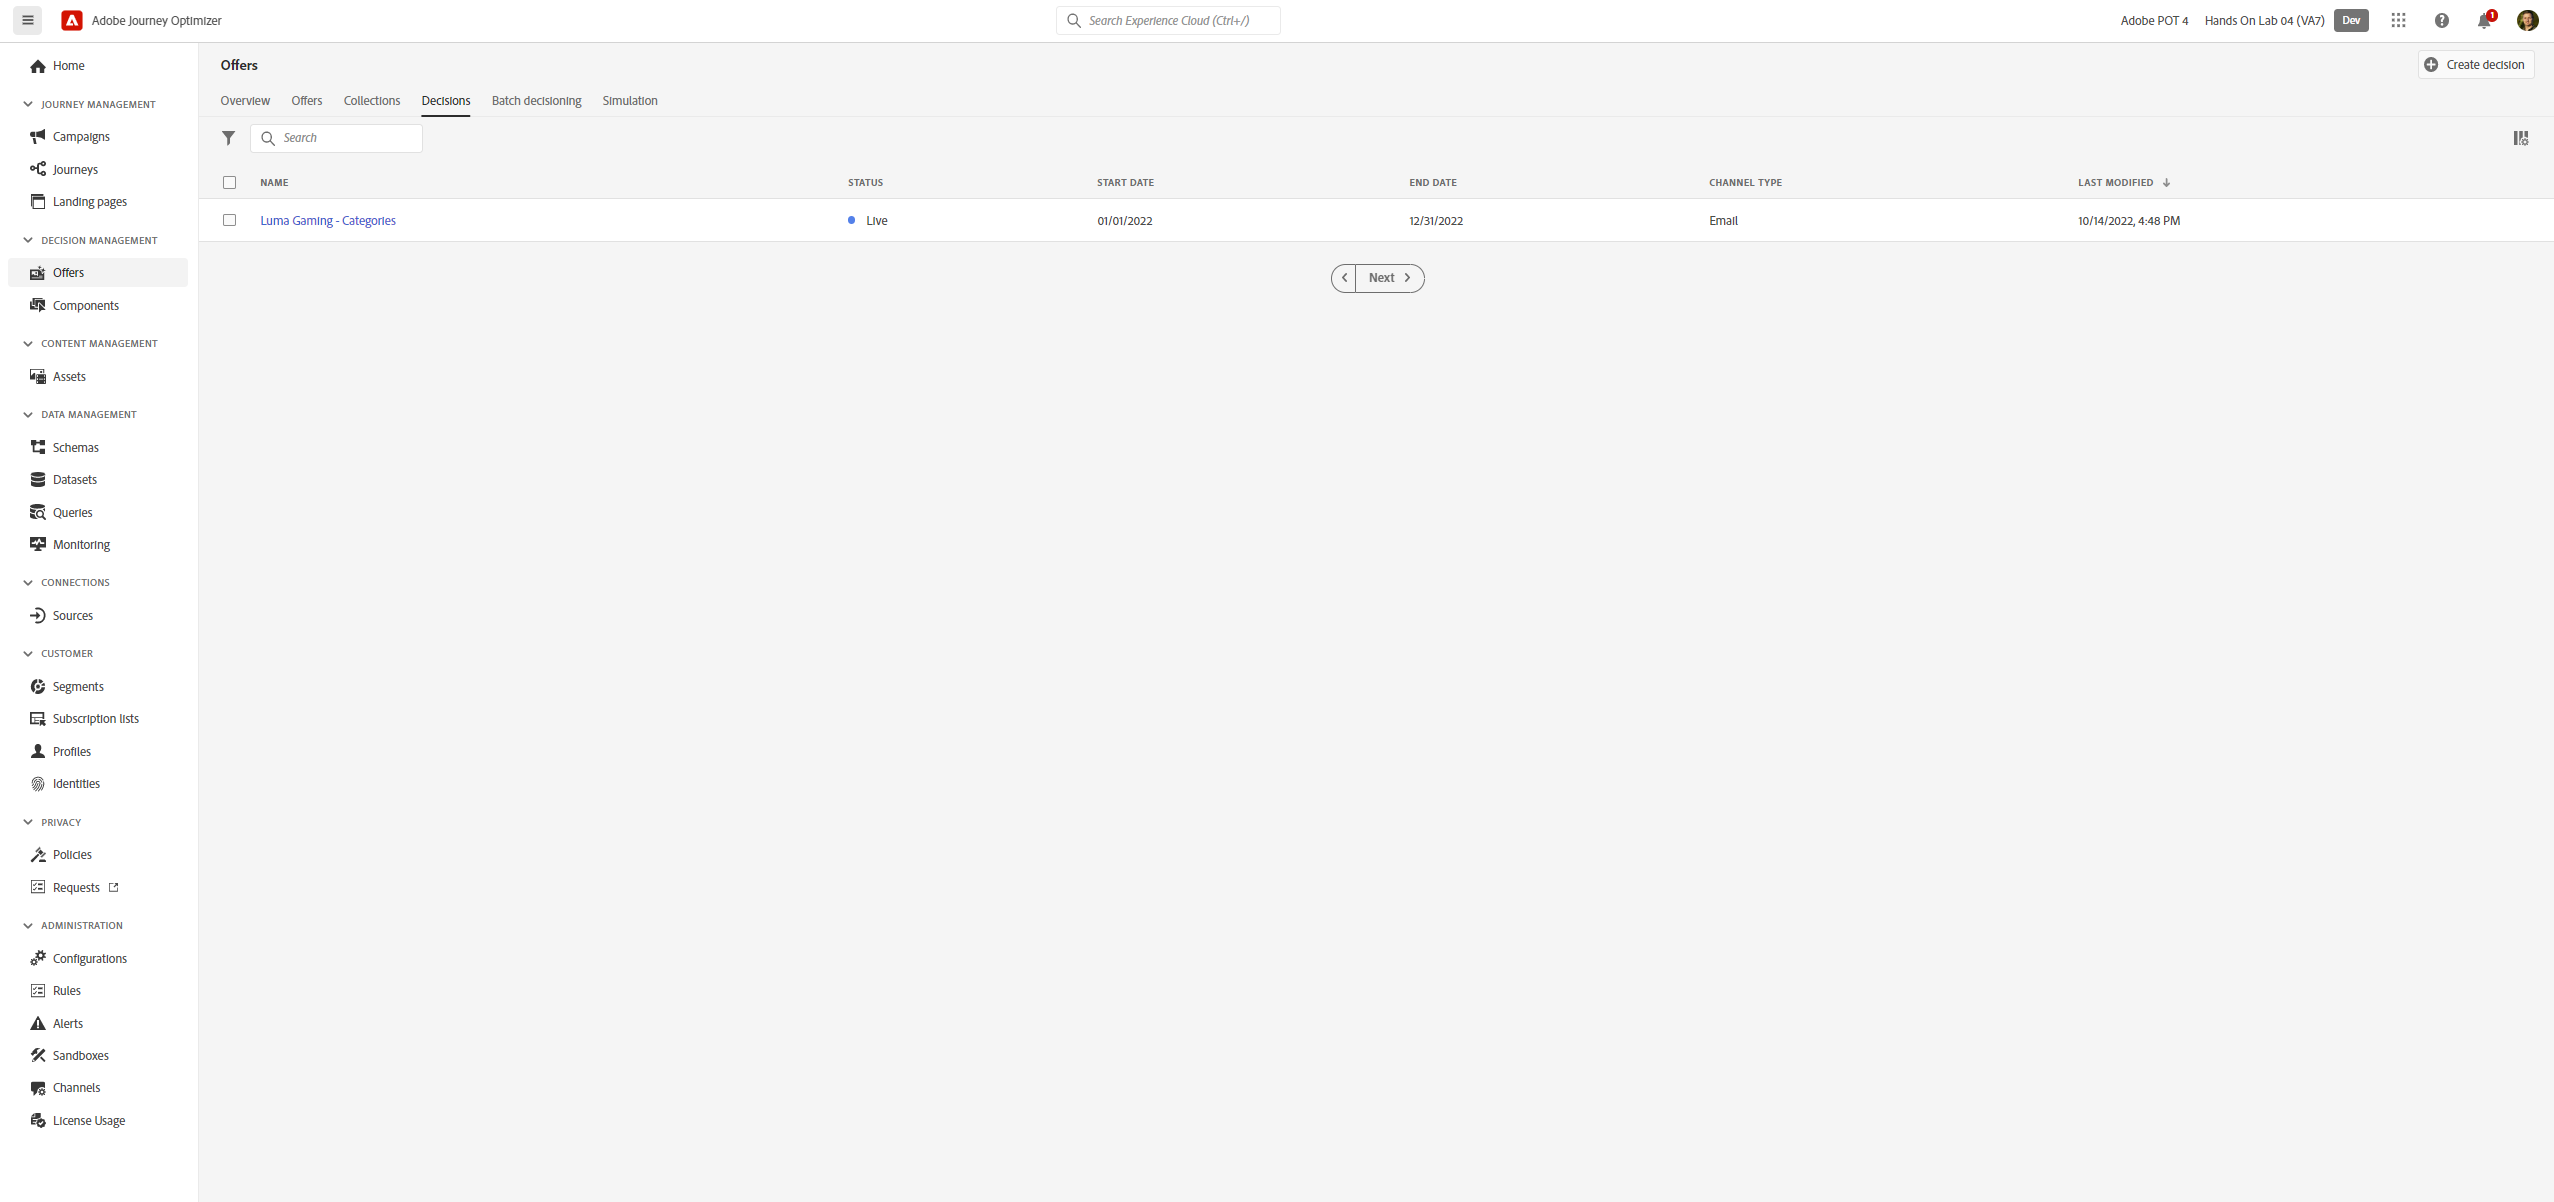 Adobe Journey Optimizer
Search Experience Cloud (Ctrl+/)
Adobe POT 4 Hands On Lab 04 (VA7) Dev 1
Home
JOURNEY MANAGEMENT
Campaigns
Journeys
Landing pages
DECISION MANAGEMENT
Offers
Components
CONTENT MANAGEMENT
Assets
DATA MANAGEMENT
Schemas
Datasets
Queries
Monitoring
CONNECTIONS
Sources
CUSTOMER
Segments
Subscription lists
Profiles
Identities
PRIVACY
Policies
Requests
ADMINISTRATION
Configurations
Rules
Alerts
Sandboxes
Channels
License Usage
Offers
Create decision
Overview Offers Collections Decisions Batch decisioning Simulation
Search
NAME STATUS START DATE END DATE CHANNEL TYPE LAST MODIFIED
Luma Gaming - Categories Live 01/01/2022 12/31/2022 Email 10/14/2022, 4:48 PM
Next